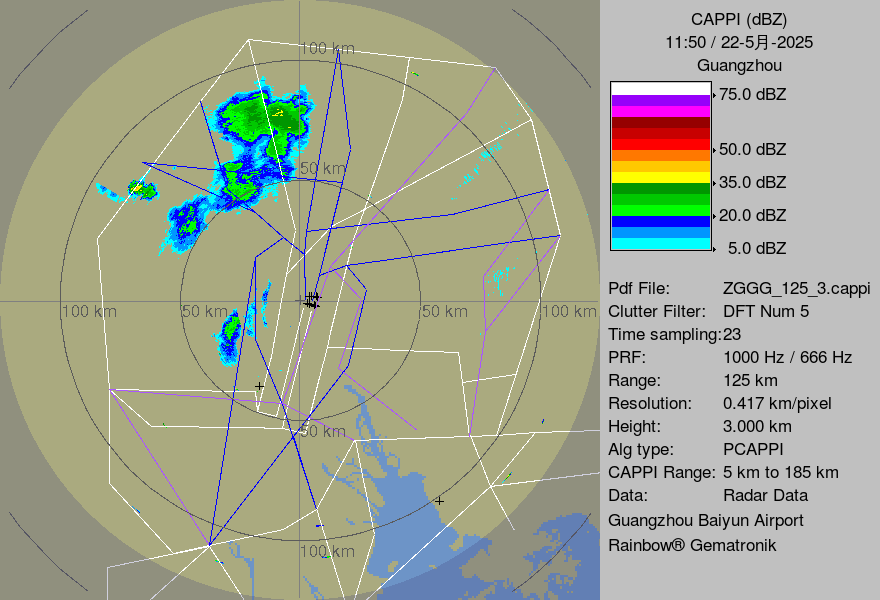 CAPPI (dBZ)
11:50 / 22-5月-2025
Guangzhou
75.0 dBZ
50.0 dBZ
35.0 dBZ
20.0 dBZ
5.0 dBZ
100 km
50 km
100 km
50 km
50 km
100 km
50 km
100 km
Pdf File: ZGGG_125_3.cappi
Clutter Filter: DFT Num 5
Time sampling:23
PRF: 1000 Hz / 666 Hz
Range: 125 km
Resolution: 0.417 km/pixel
Height: 3.000 km
Alg type: PCAPPI
CAPPI Range: 5 km to 185 km
Data: Radar Data
Guangzhou Baiyun Airport
Rainbow® Gematronik